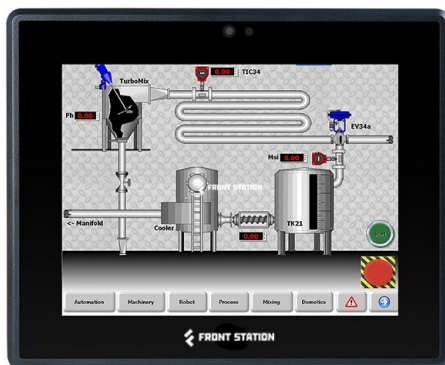 0.00 TIC34
TurboMix
Ph 0.00
EV34a
Msi 0.00
FRONT STATION
TK21
<- Manifold
Cooler
0.00
Automation Machinery Robot Process Mixing Domotics
FRONT STATION